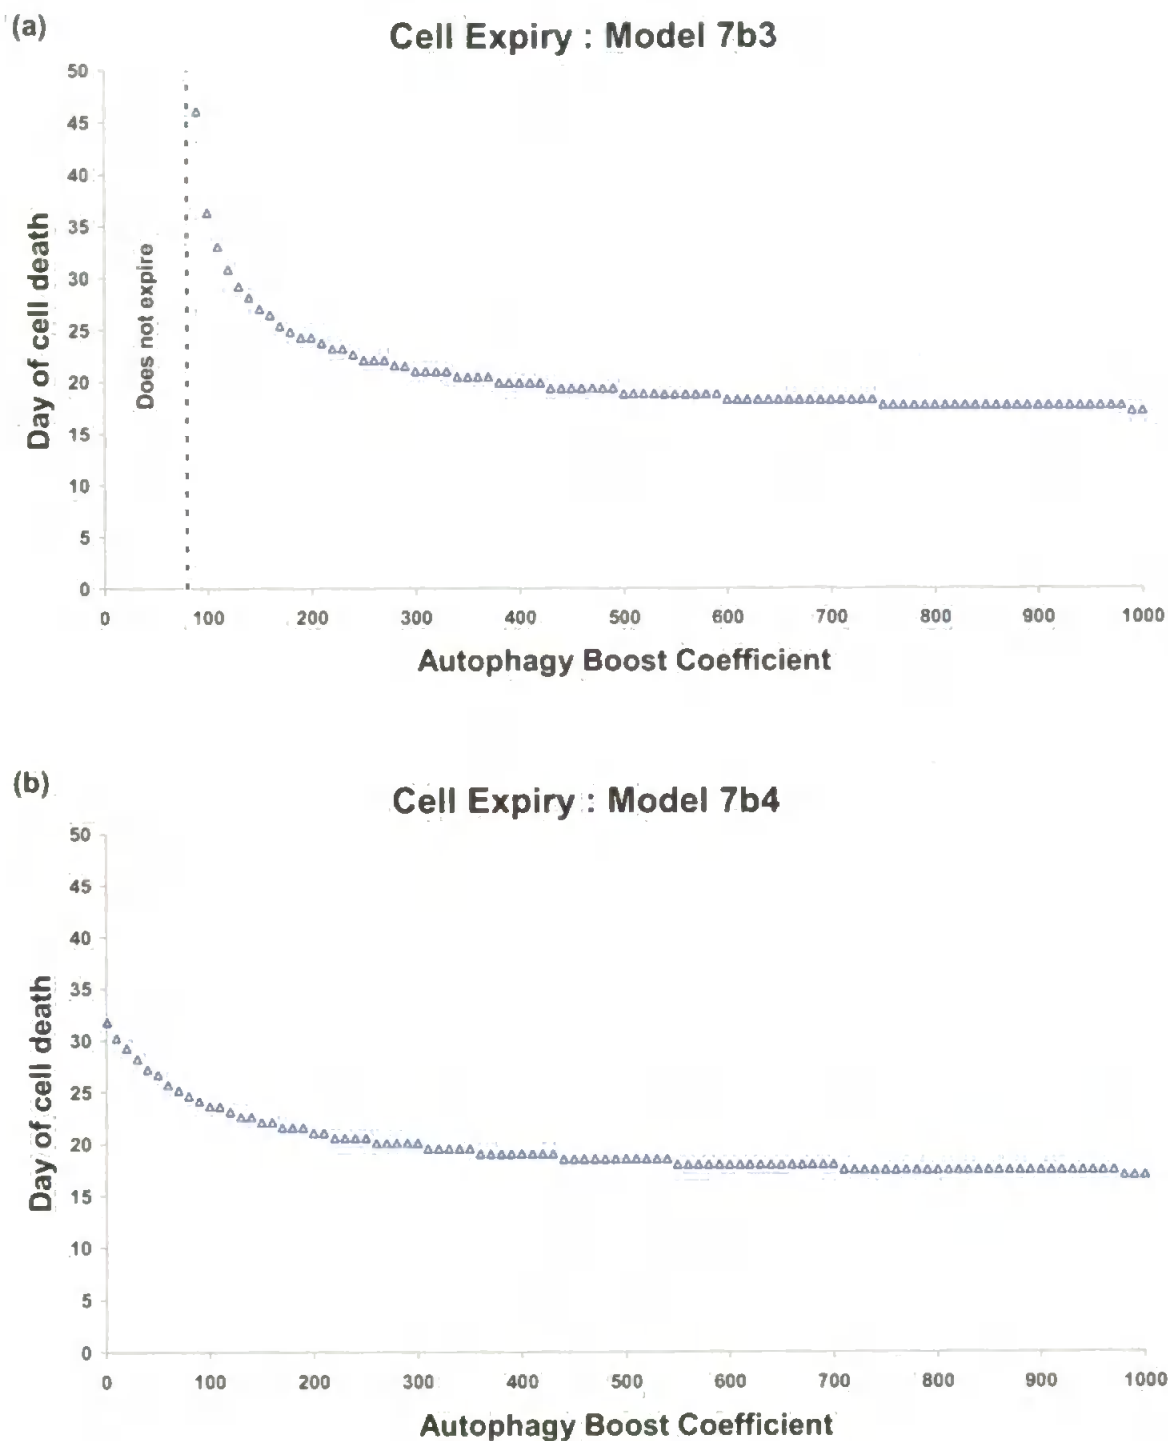 (a)
Cell Expiry : Model 7b3
50
45
40
35
30
25
20
15
10
5
0
Day of cell death
Does not expire
0 100 200 300 400 500 600 700 800 900 1000
Autophagy Boost Coefficient
(b)
Cell Expiry : Model 7b4
50
45
40
35
30
25
20
15
10
5
0
Day of cell death
0 100 200 300 400 500 600 700 800 900 1000
Autophagy Boost Coefficient